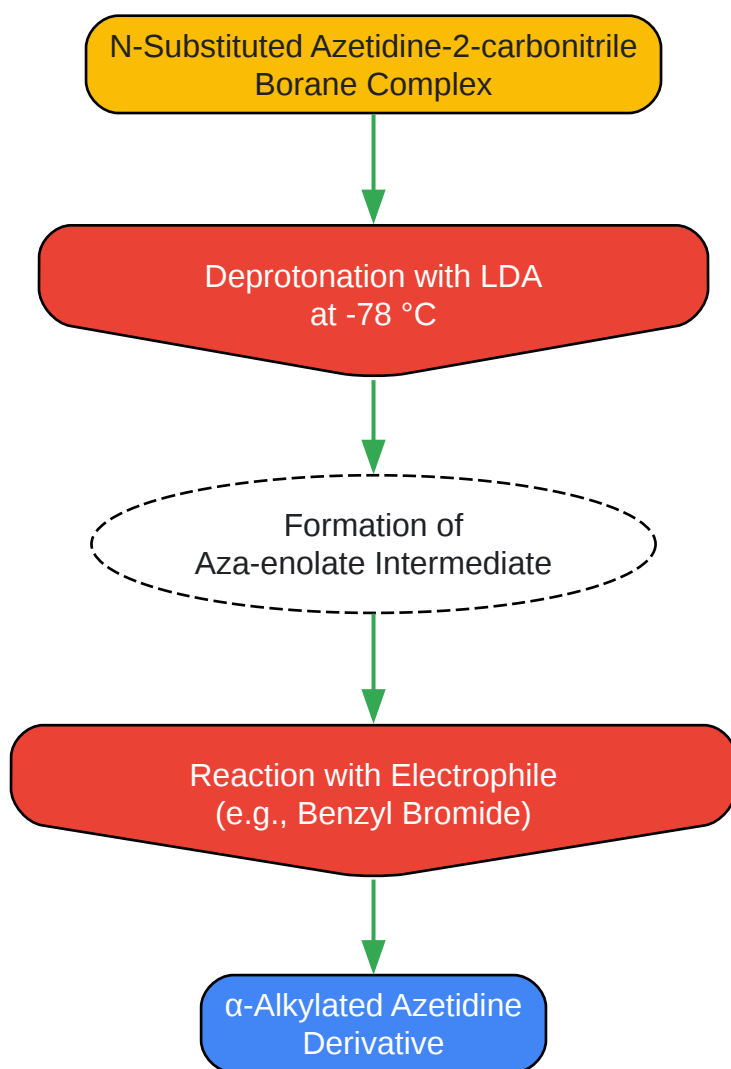 N-Substituted Azetidine-2-carbonitrile
Borane Complex
Deprotonation with LDA
at -78 °C
Formation of
Aza-enolate Intermediate
Reaction with Electrophile
(e.g., Benzyl Bromide)
α-Alkylated Azetidine
Derivative